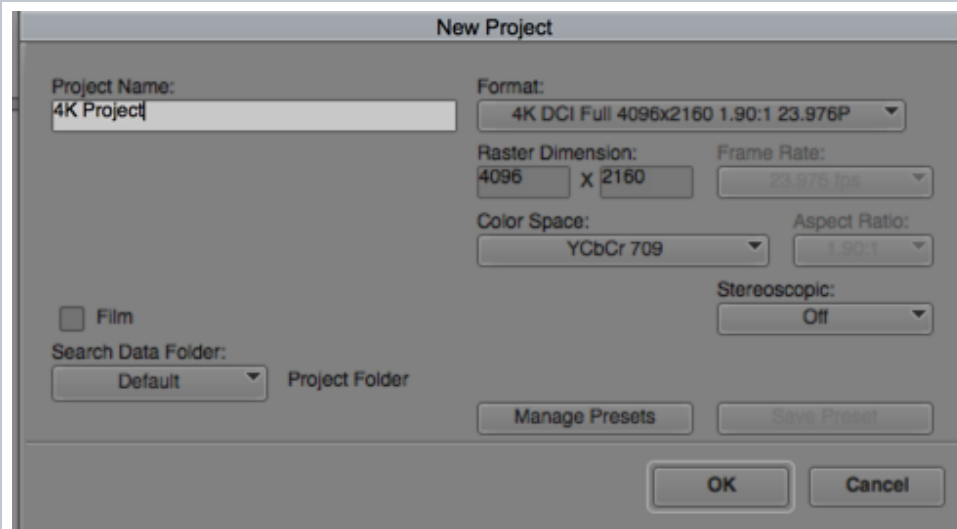 New Project
Project Name:
4K Project
Format:
4K DCI Full 4096x2160 1.90:1 23.976P
Raster Dimension:
4096 X 2160
Frame Rate:
23.976 fps
Color Space:
YCbCr 709
Aspect Ratio:
1.90:1
Stereoscopic:
Off
Film
Search Data Folder:
Default
Project Folder
Manage Presets
Save Preset
OK
Cancel